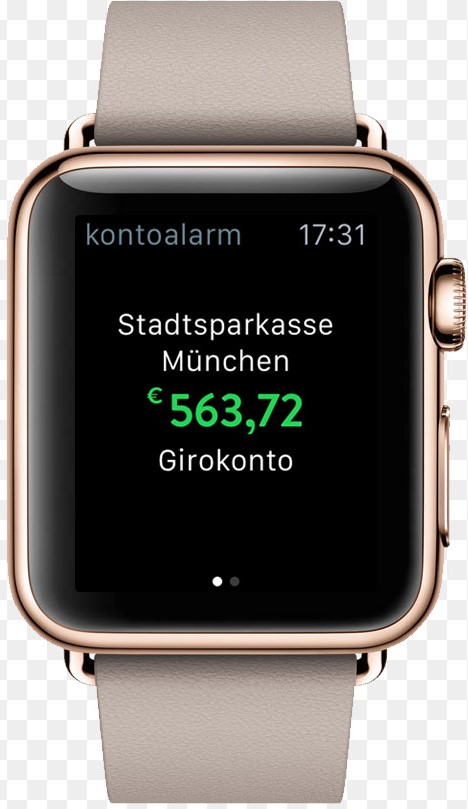 kontoalarm 17:31
Stadtsparkasse
München
€ 563,72
Girokonto